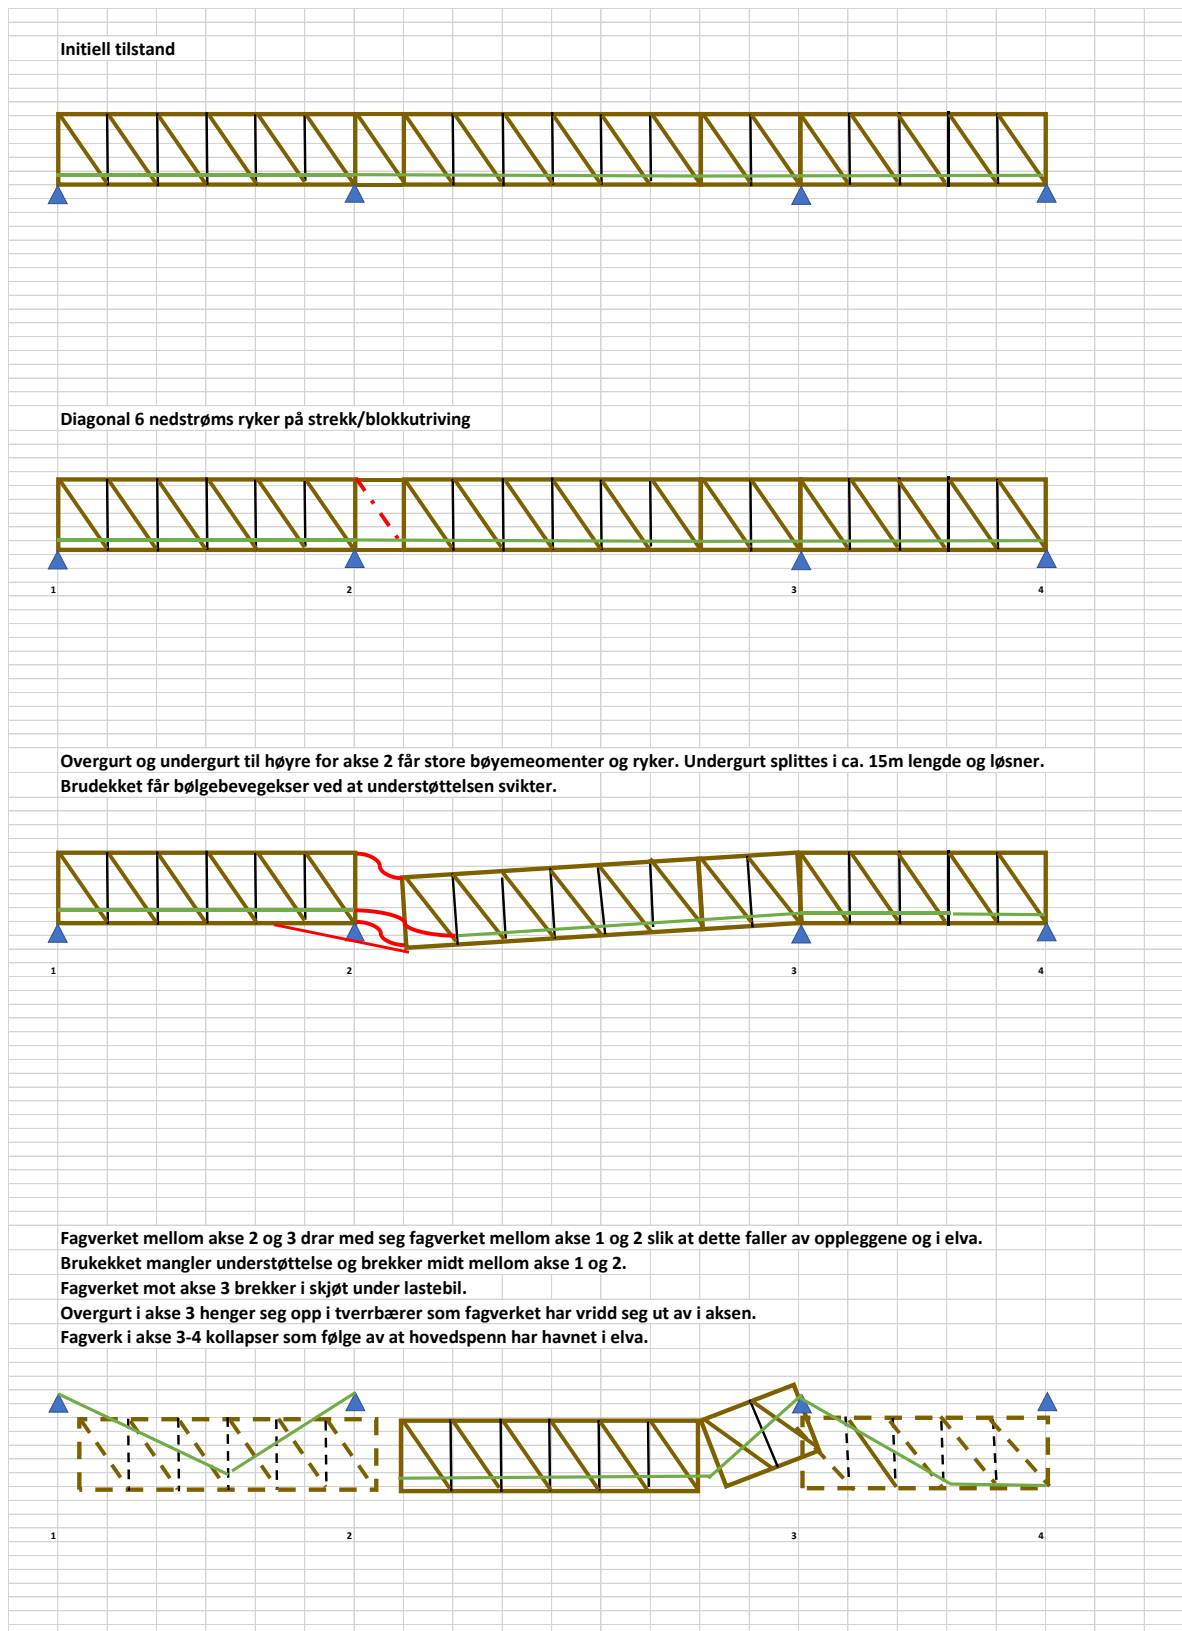 Initiell tilstand
Diagonal 6 nedstrøms ryker på strekk/blokkutriving
1 2 3 4
Overgurt og undergurt til høyre for akse 2 får store bøyemeomenter og ryker. Undergurt splittes i ca. 15m lengde og løsner.
Brudekket får bølgebevegekser ved at understøttelsen svikter.
1 2 3 4
Fagverket mellom akse 2 og 3 drar med seg fagverket mellom akse 1 og 2 slik at dette faller av oppleggene og i elva.
Brukekket mangler understøttelse og brekker midt mellom akse 1 og 2.
Fagverket mot akse 3 brekker i skjøt under lastebil.
Overgurt i akse 3 henger seg opp i tverrbærer som fagverket har vridd seg ut av i aksen.
Fagverk i akse 3-4 kollapser som følge av at hovedspenn har havnet i elva.
1 2 3 4